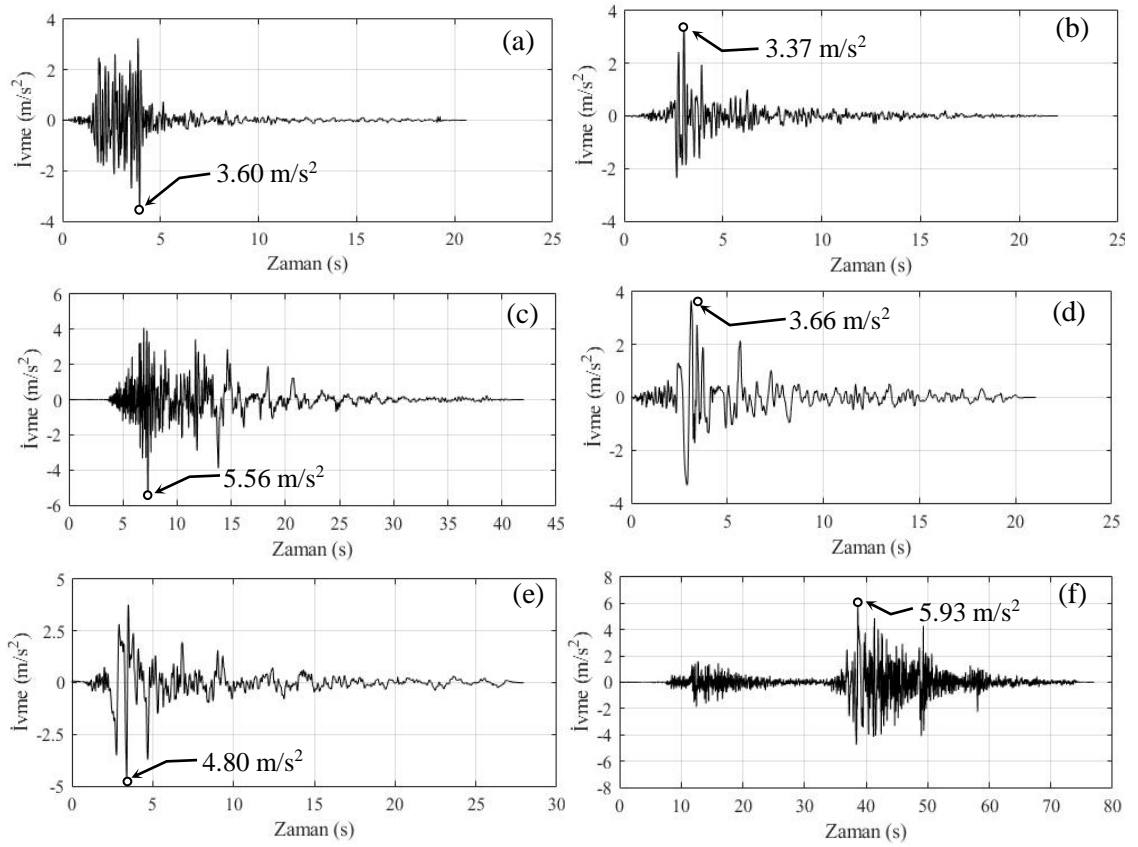 (a)
4
2
0
-2
-4
İvme (m/s²)
3.60 m/s²
0 5 10 15 20 25
Zaman (s)
(b)
4
2
0
-2
-4
İvme (m/s²)
3.37 m/s²
0 5 10 15 20 25
Zaman (s)
(c)
6
4
2
0
-2
-4
-6
İvme (m/s²)
5.56 m/s²
0 5 10 15 20 25 30 35 40 45
Zaman (s)
(d)
4
2
0
-2
-4
İvme (m/s²)
3.66 m/s²
0 5 10 15 20 25
Zaman (s)
(e)
5
2.5
0
-2.5
-5
İvme (m/s²)
4.80 m/s²
0 5 10 15 20 25 30
Zaman (s)
(f)
8
6
4
2
0
-2
-4
-6
-8
İvme (m/s²)
5.93 m/s²
0 10 20 30 40 50 60 70 80
Zaman (s)